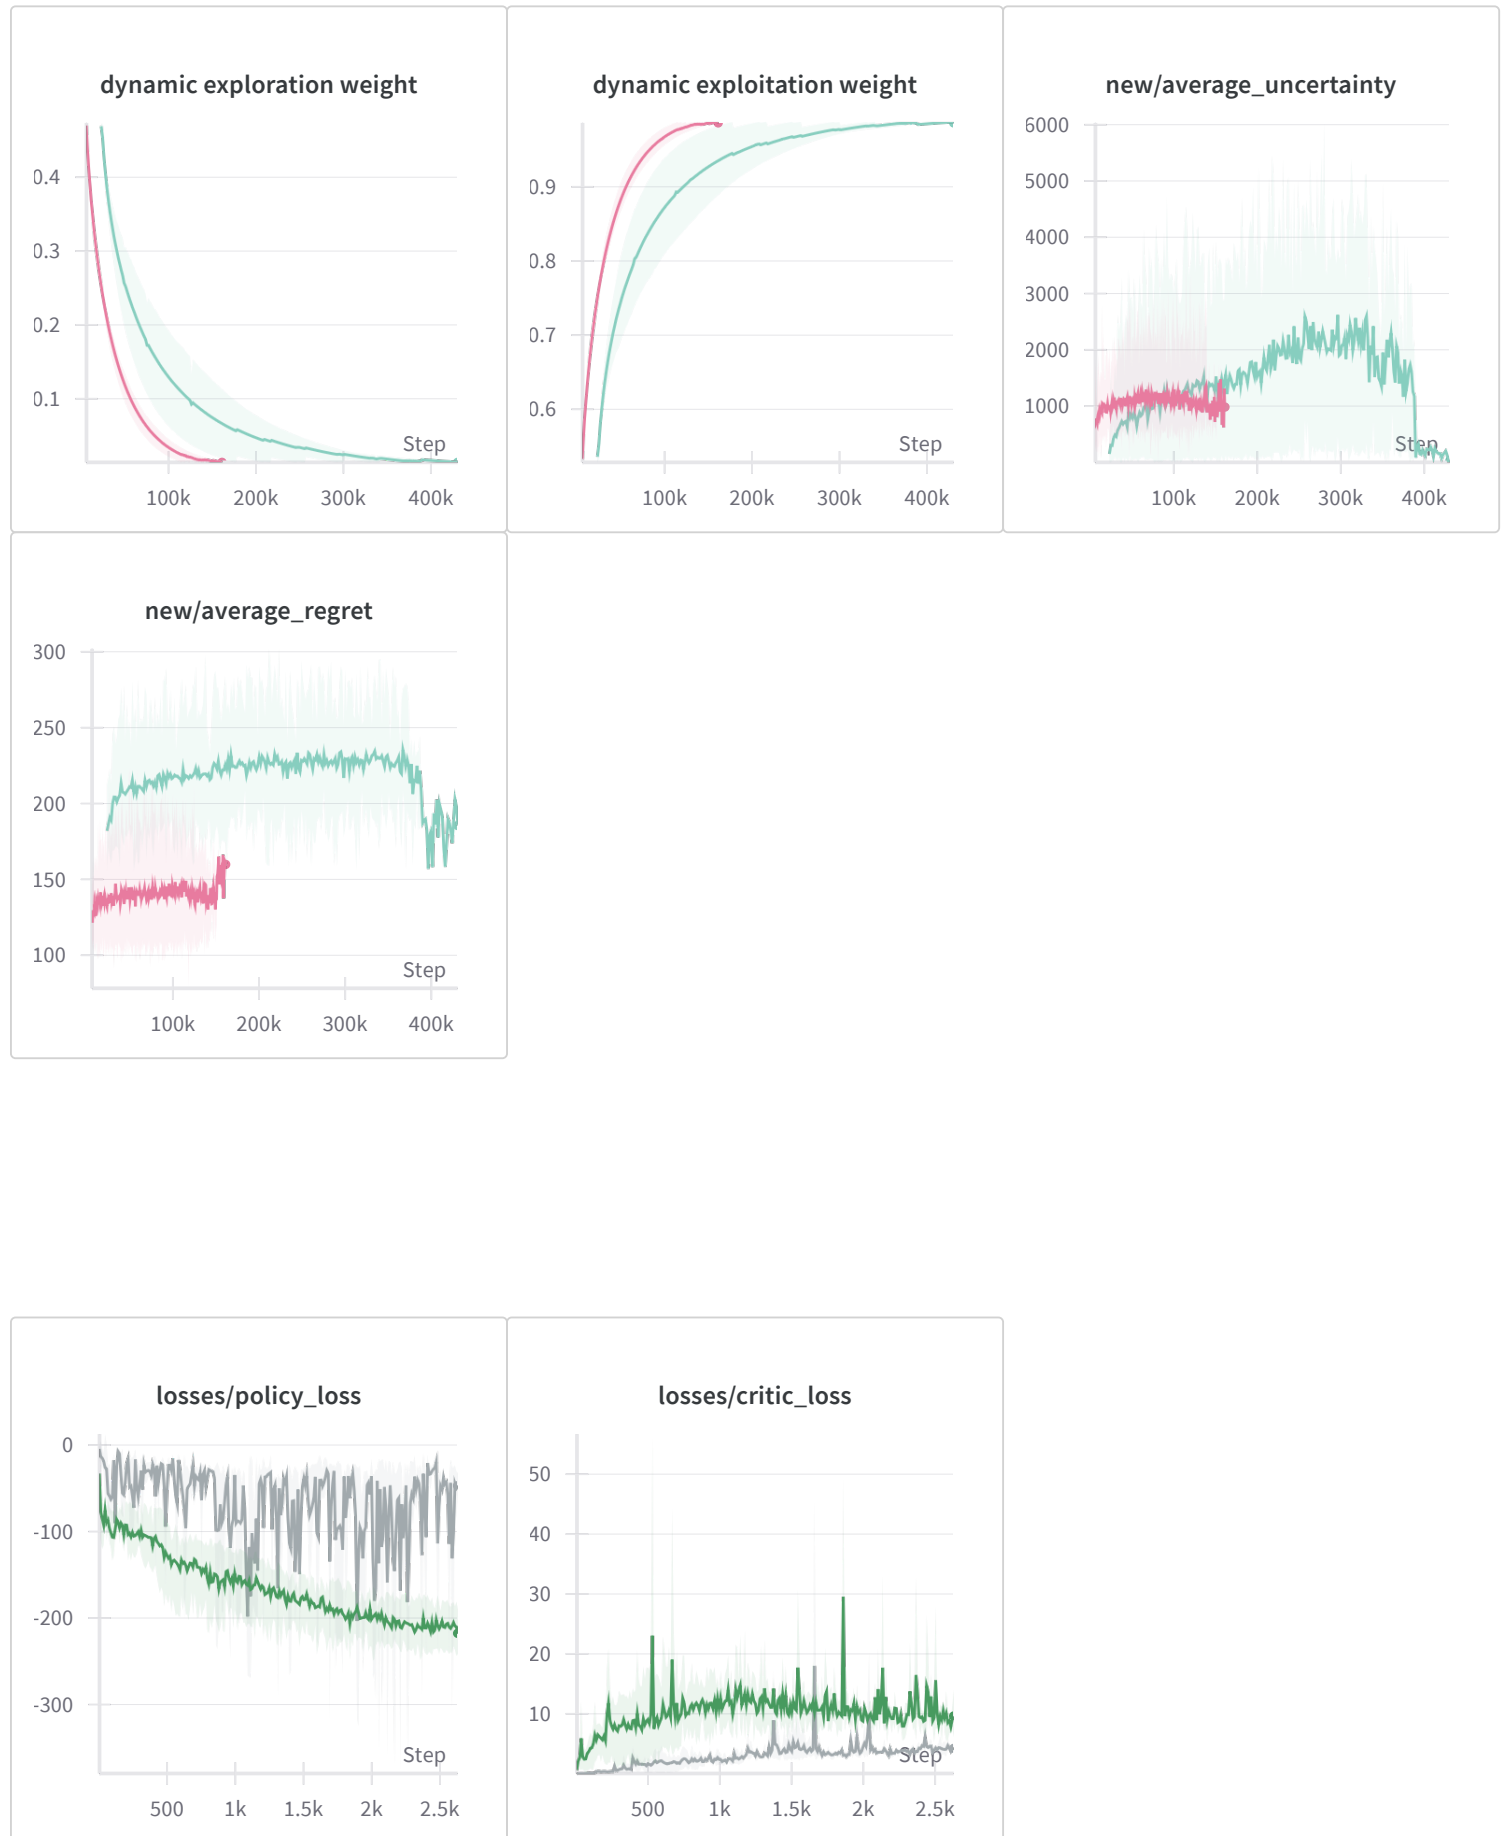 dynamic exploration weight
0.4
0.3
0.2
0.1
Step
100k 200k 300k 400k
dynamic exploitation weight
0.9
0.8
0.7
0.6
Step
100k 200k 300k 400k
new/average_uncertainty
6000
5000
4000
3000
2000
1000
Step
100k 200k 300k 400k
new/average_regret
300
250
200
150
100
Step
100k 200k 300k 400k
losses/policy_loss
0
-100
-200
-300
Step
500 1k 1.5k 2k 2.5k
losses/critic_loss
50
40
30
20
10
Step
500 1k 1.5k 2k 2.5k